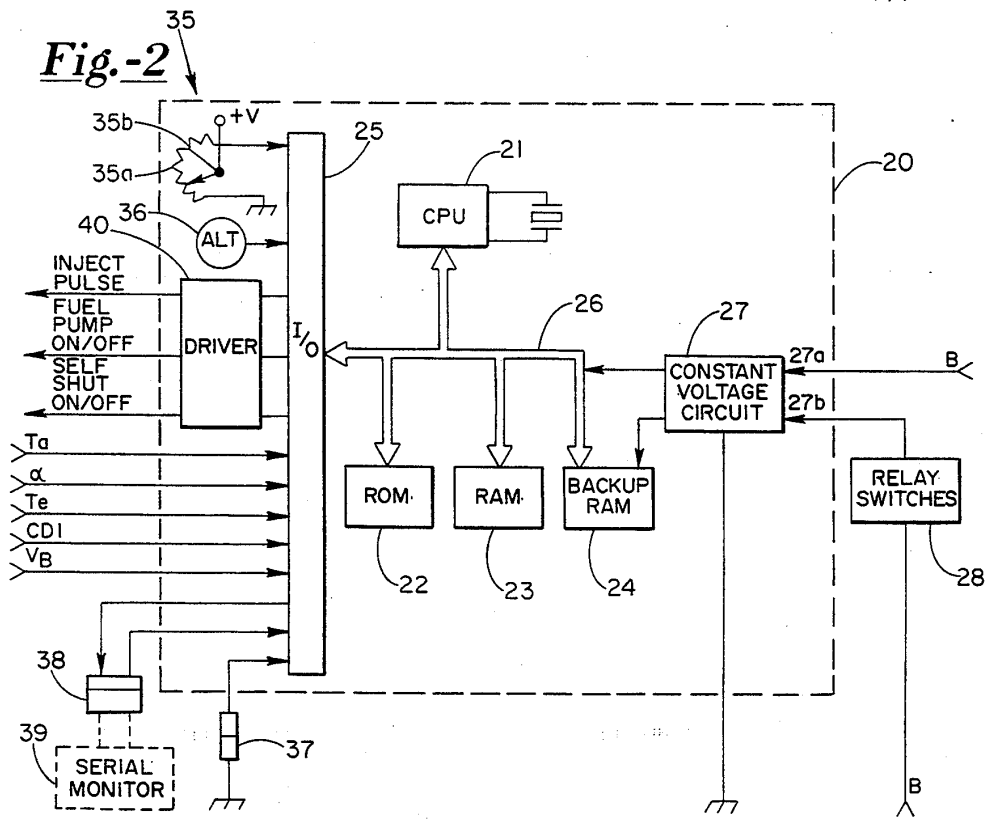 35
Fig.-2
+V
35b
35a
25
21
20
CPU
36
ALT
40
INJECT
PULSE
FUEL
PUMP
ON/OFF
SELF
SHUT
ON/OFF
DRIVER
I/O
26
27
CONSTANT
VOLTAGE
CIRCUIT
27a
B
27b
RELAY
SWITCHES
28
Ta
α
Te
CDI
VB
ROM
RAM
BACKUP
RAM
22
23
24
38
39
SERIAL
MONITOR
37
B